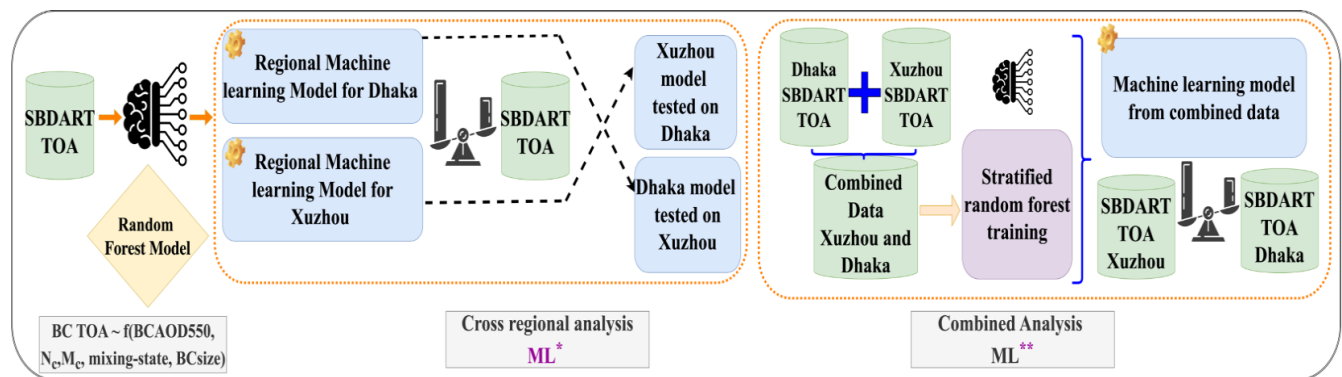 SBDART
TOA
Random
Forest Model
BC TOA ~ f(BCAOD550,
Nc,Mc, mixing-state, BCsize)
Regional Machine
learning Model for Dhaka
Regional Machine
learning Model for
Xuzhou
SBDART
TOA
Xuzhou
model
tested on
Dhaka
Dhaka model
tested on
Xuzhou
Cross regional analysis
ML*
Dhaka
SBDART
TOA
Xuzhou
SBDART
TOA
Combined
Data
Xuzhou and
Dhaka
Stratified
random forest
training
Machine learning model
from combined data
SBDART
TOA
Xuzhou
SBDART
TOA
Dhaka
Combined Analysis
ML**